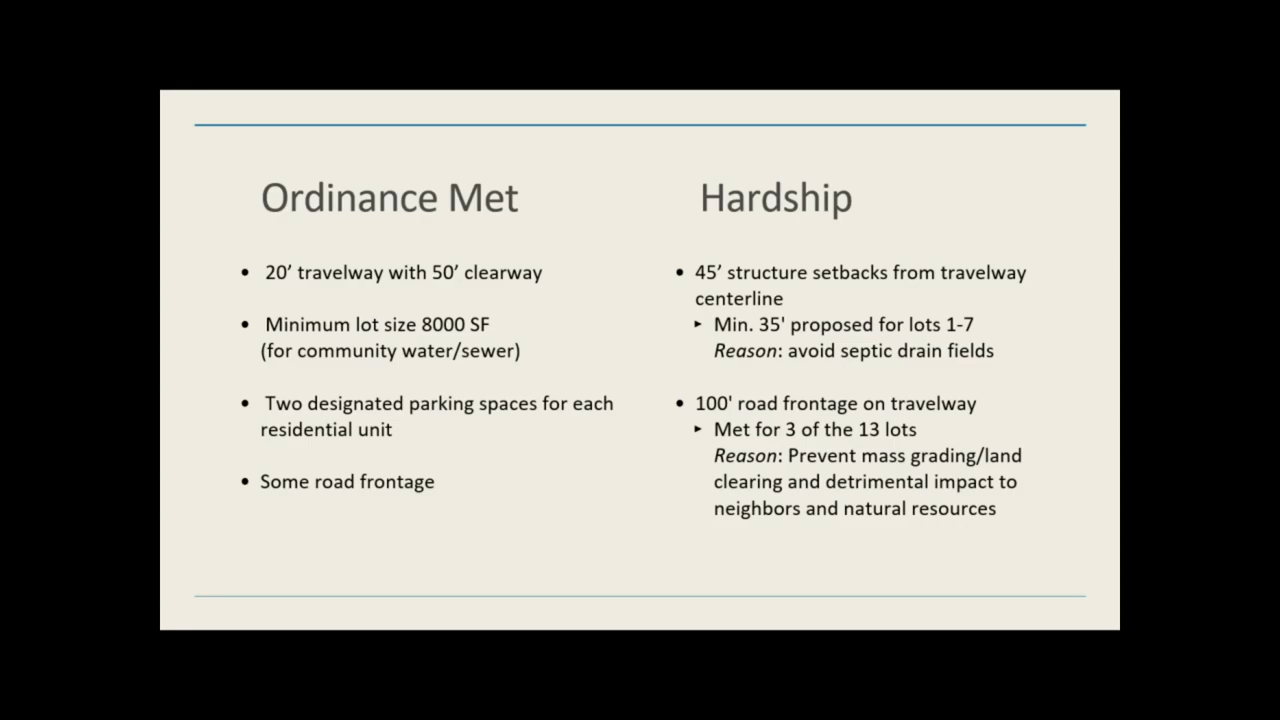 Ordinance Met
• 20’ travelway with 50’ clearway
• Minimum lot size 8000 SF
(for community water/sewer)
• Two designated parking spaces for each
residential unit
• Some road frontage
Hardship
• 45’ structure setbacks from travelway
centerline
‣ Min. 35' proposed for lots 1-7
Reason: avoid septic drain fields
• 100' road frontage on travelway
‣ Met for 3 of the 13 lots
Reason: Prevent mass grading/land
clearing and detrimental impact to
neighbors and natural resources